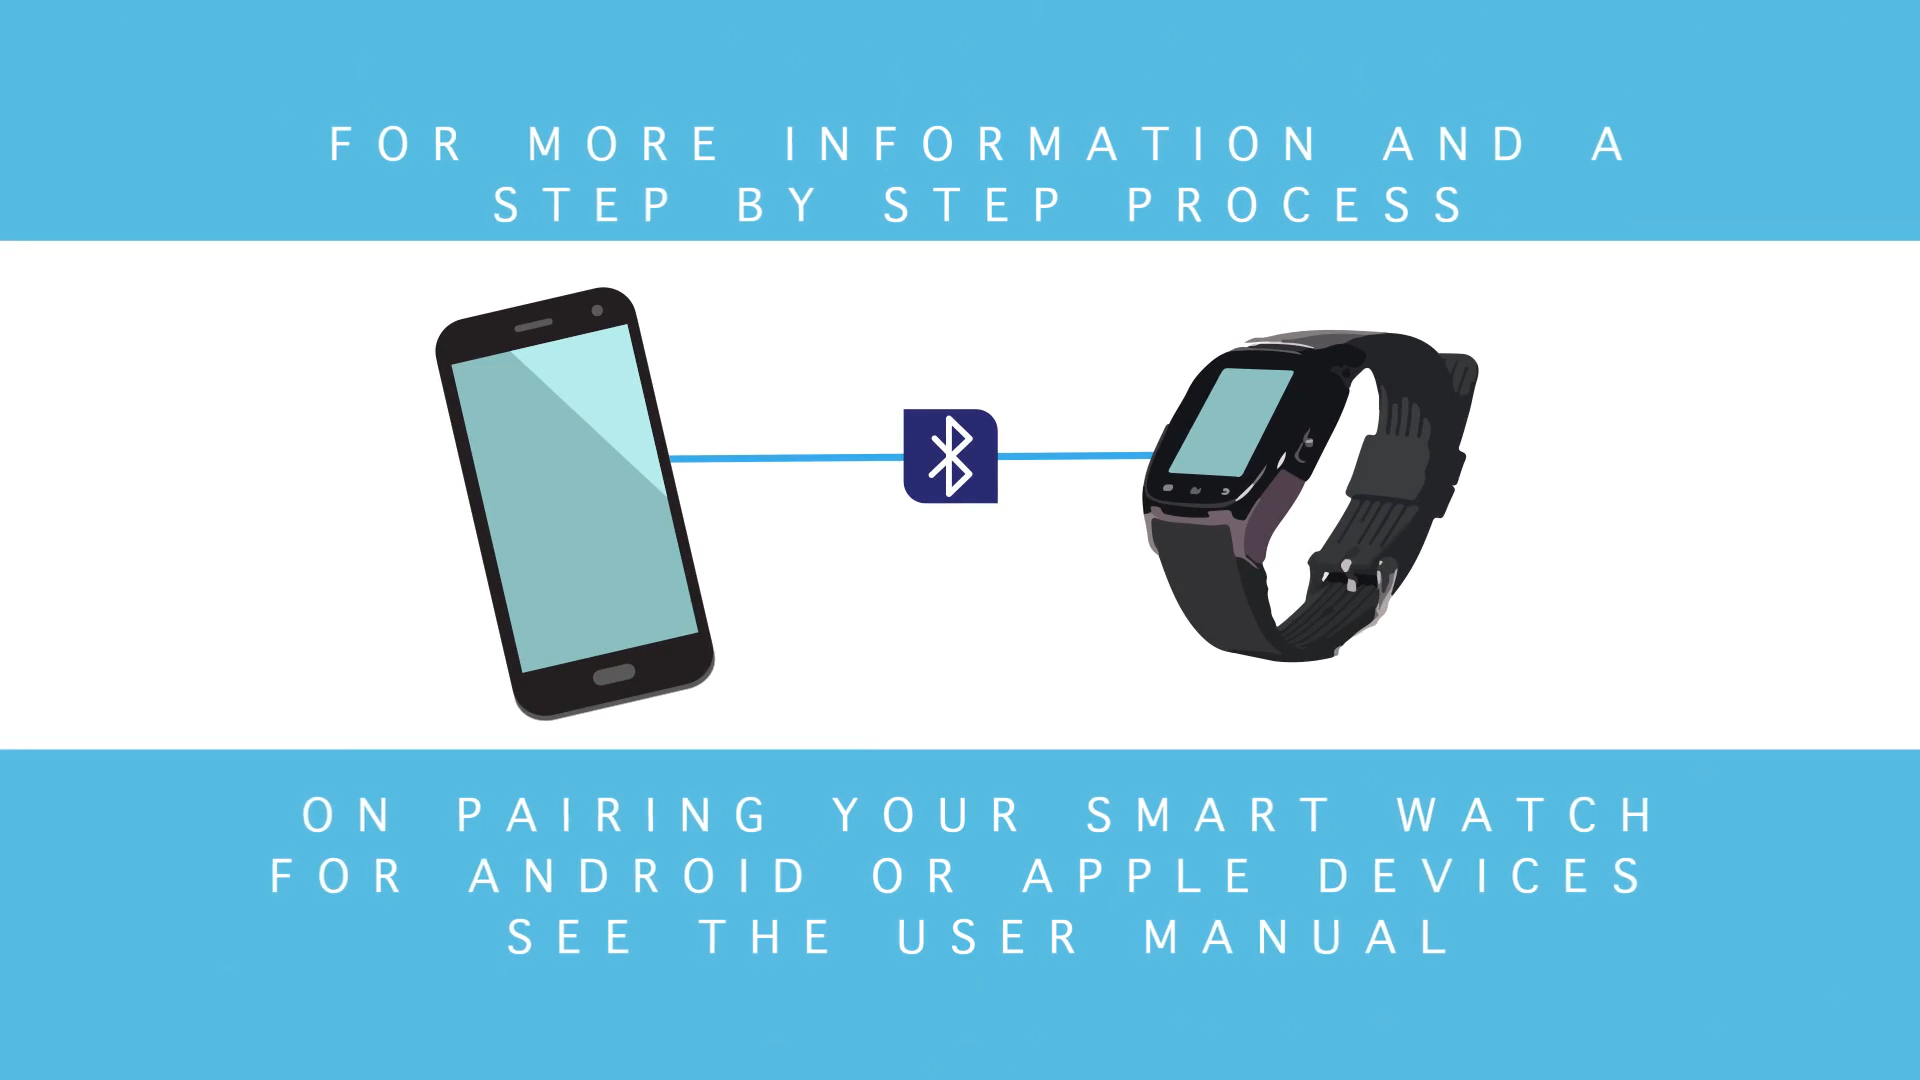 FOR MORE INFORMATION AND A
STEP BY STEP PROCESS
ON PAIRING YOUR SMART WATCH
FOR ANDROID OR APPLE DEVICES
SEE THE USER MANUAL